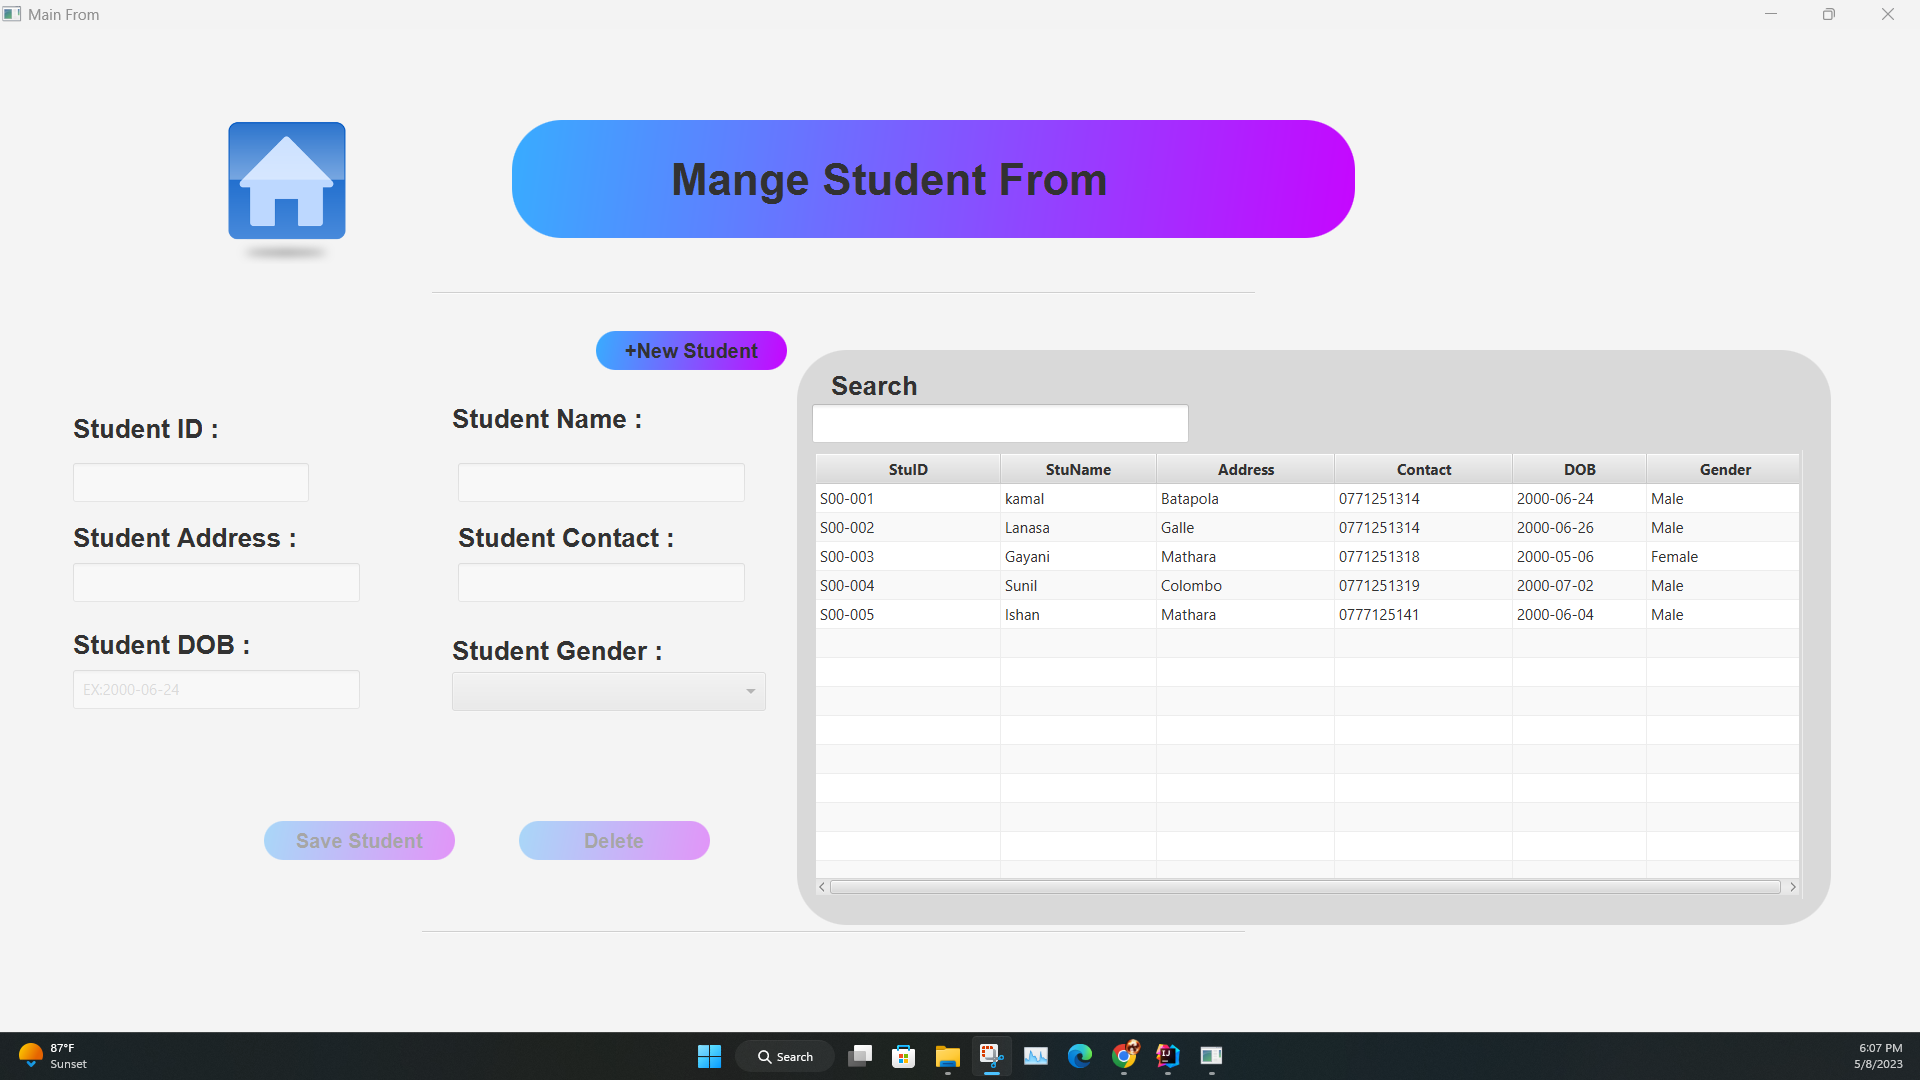 Main From
Mange Student From
+New Student
Student ID :
Student Name :
Student Address :
Student Contact :
Student DOB :
EX:2000-06-24
Student Gender :
Save Student
Delete
Search
StuID StuName Address Contact DOB Gender
S00-001 kamal Batapola 0771251314 2000-06-24 Male
S00-002 Lanasa Galle 0771251314 2000-06-26 Male
S00-003 Gayani Mathara 0771251318 2000-05-06 Female
S00-004 Sunil Colombo 0771251319 2000-07-02 Male
S00-005 Ishan Mathara 0777125141 2000-06-04 Male
87°F
Sunset
Search
6:07 PM
5/8/2023